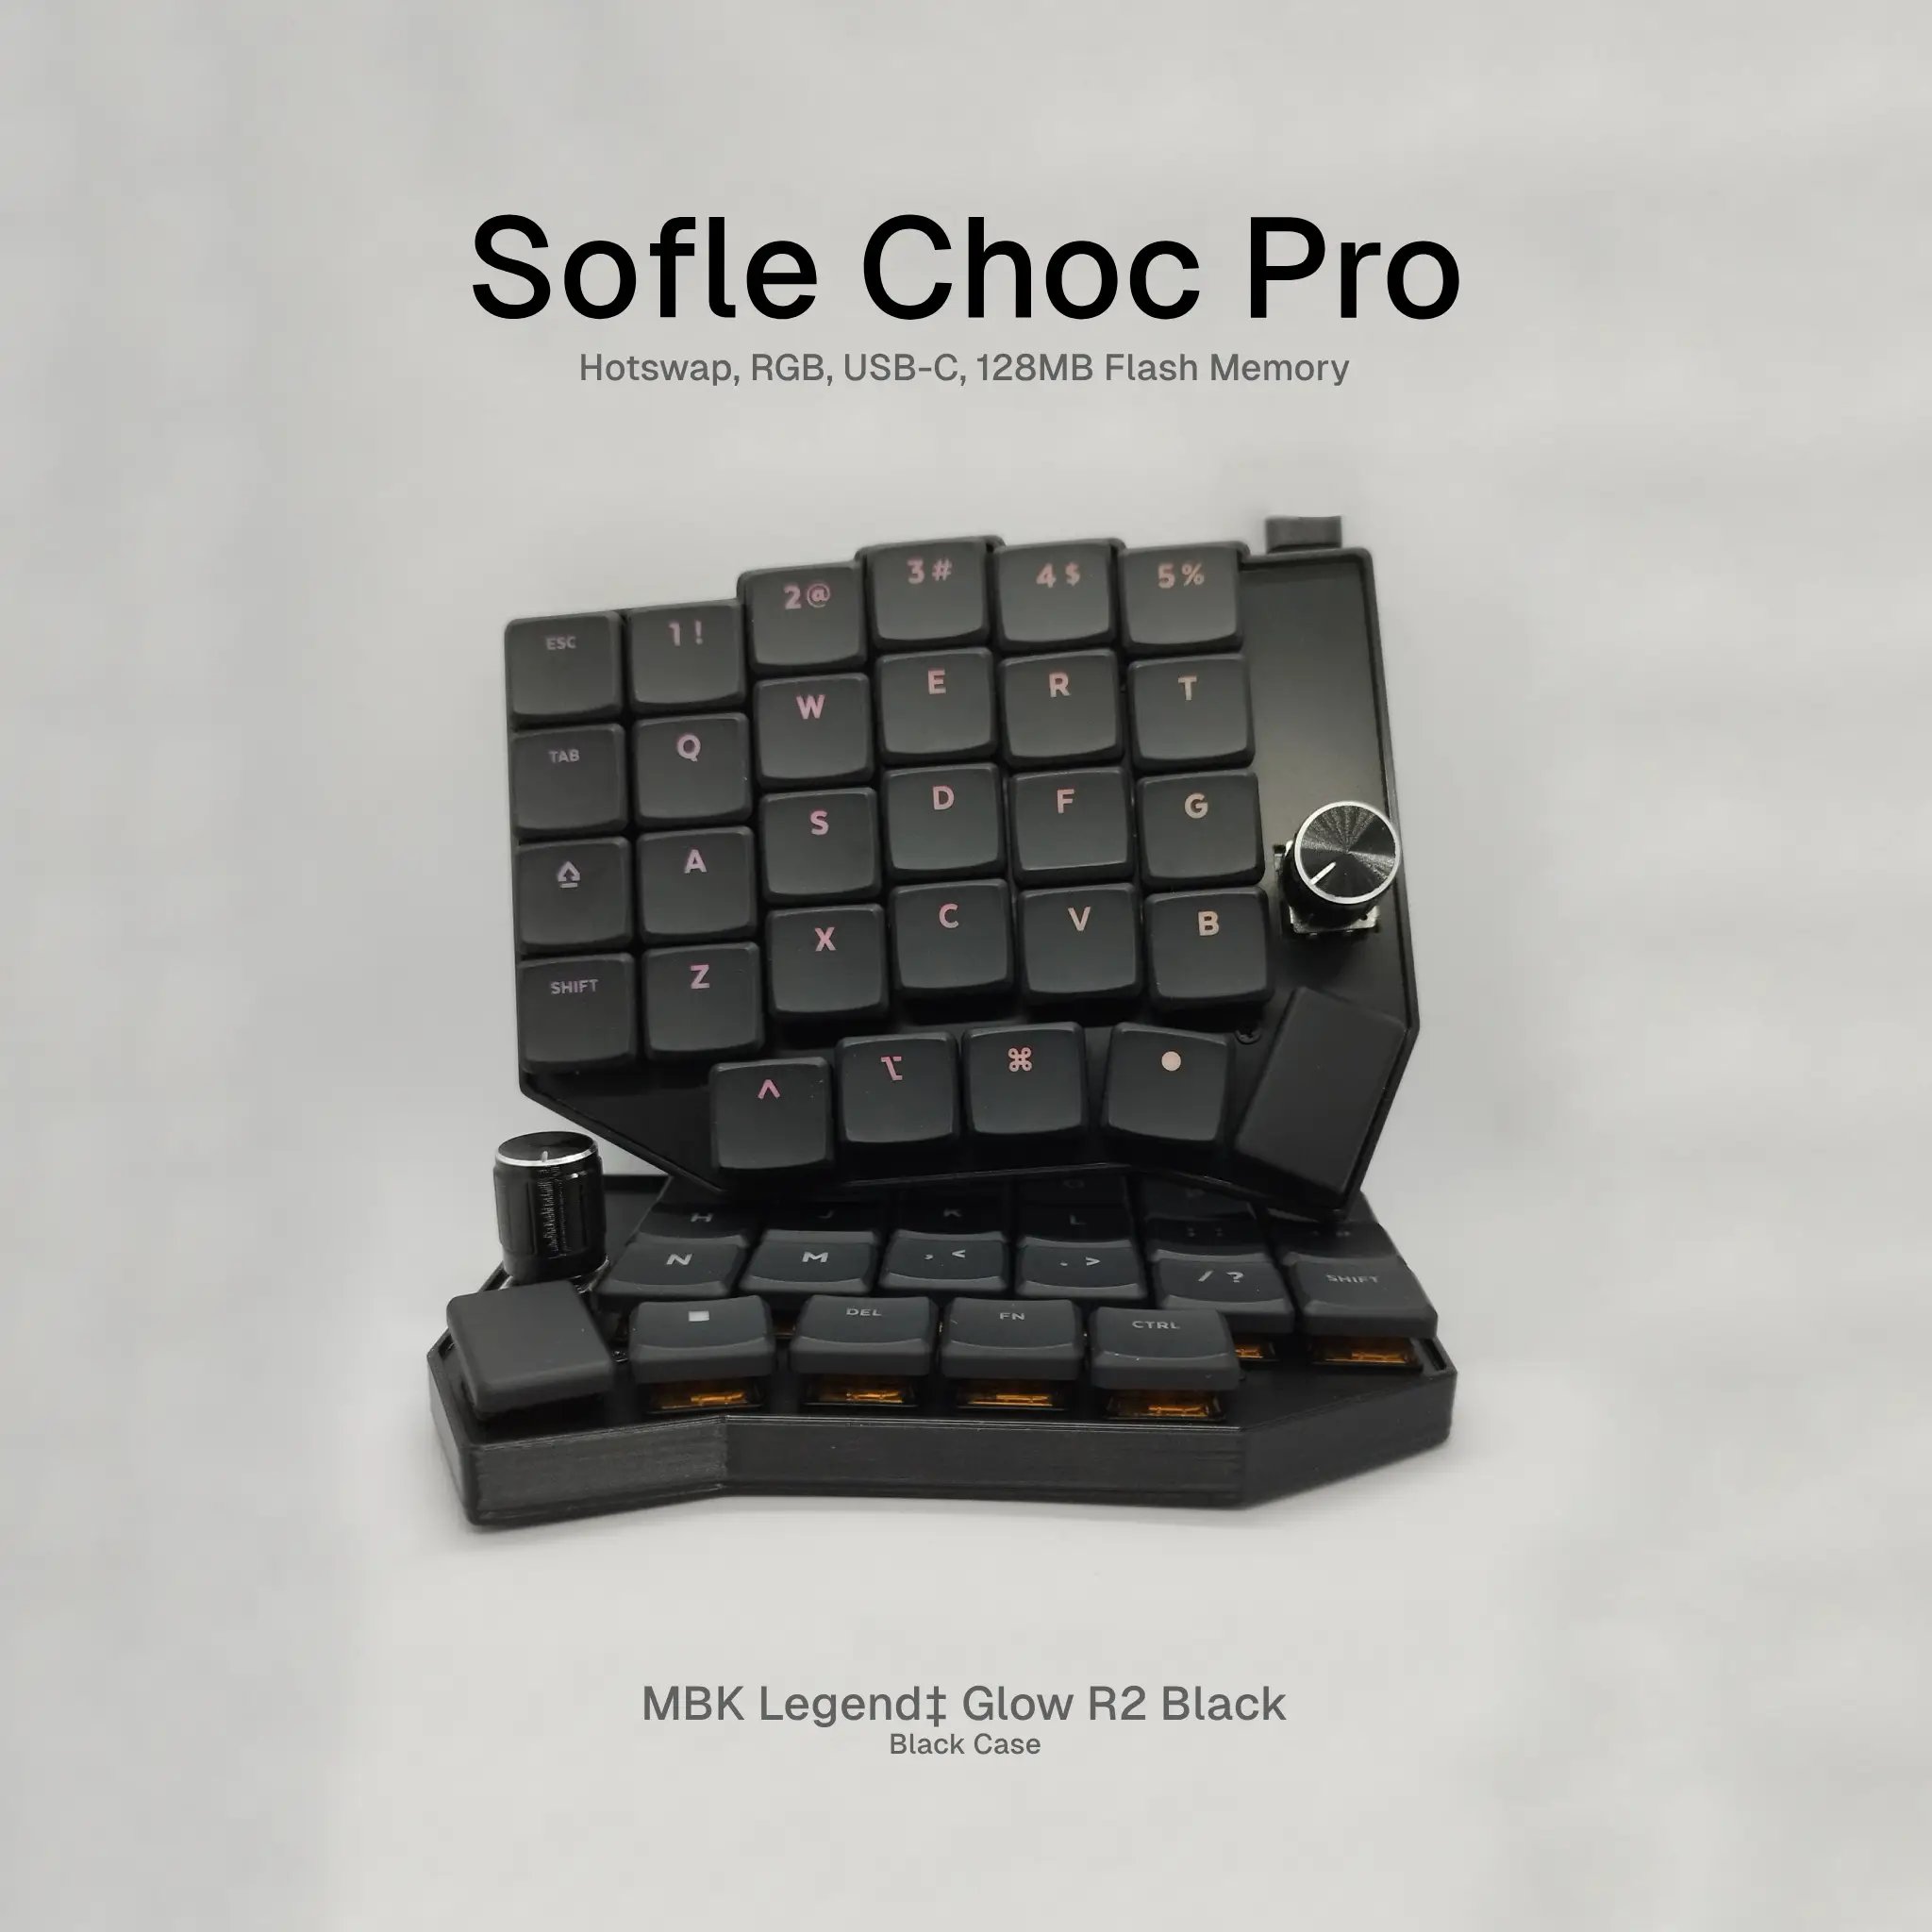 Sofle Choc Pro
Hotswap, RGB, USB-C, 128MB Flash Memory
ESC 1 ! 2 @ 3 # 4 $ 5 %
TAB Q W E R T
A S D F G
SHIFT Z X C V B
^ ⌥ ⌘
H J K L
N M , < . > / ? SHIFT
DEL FN CTRL
MBK Legend‡ Glow R2 Black
Black Case